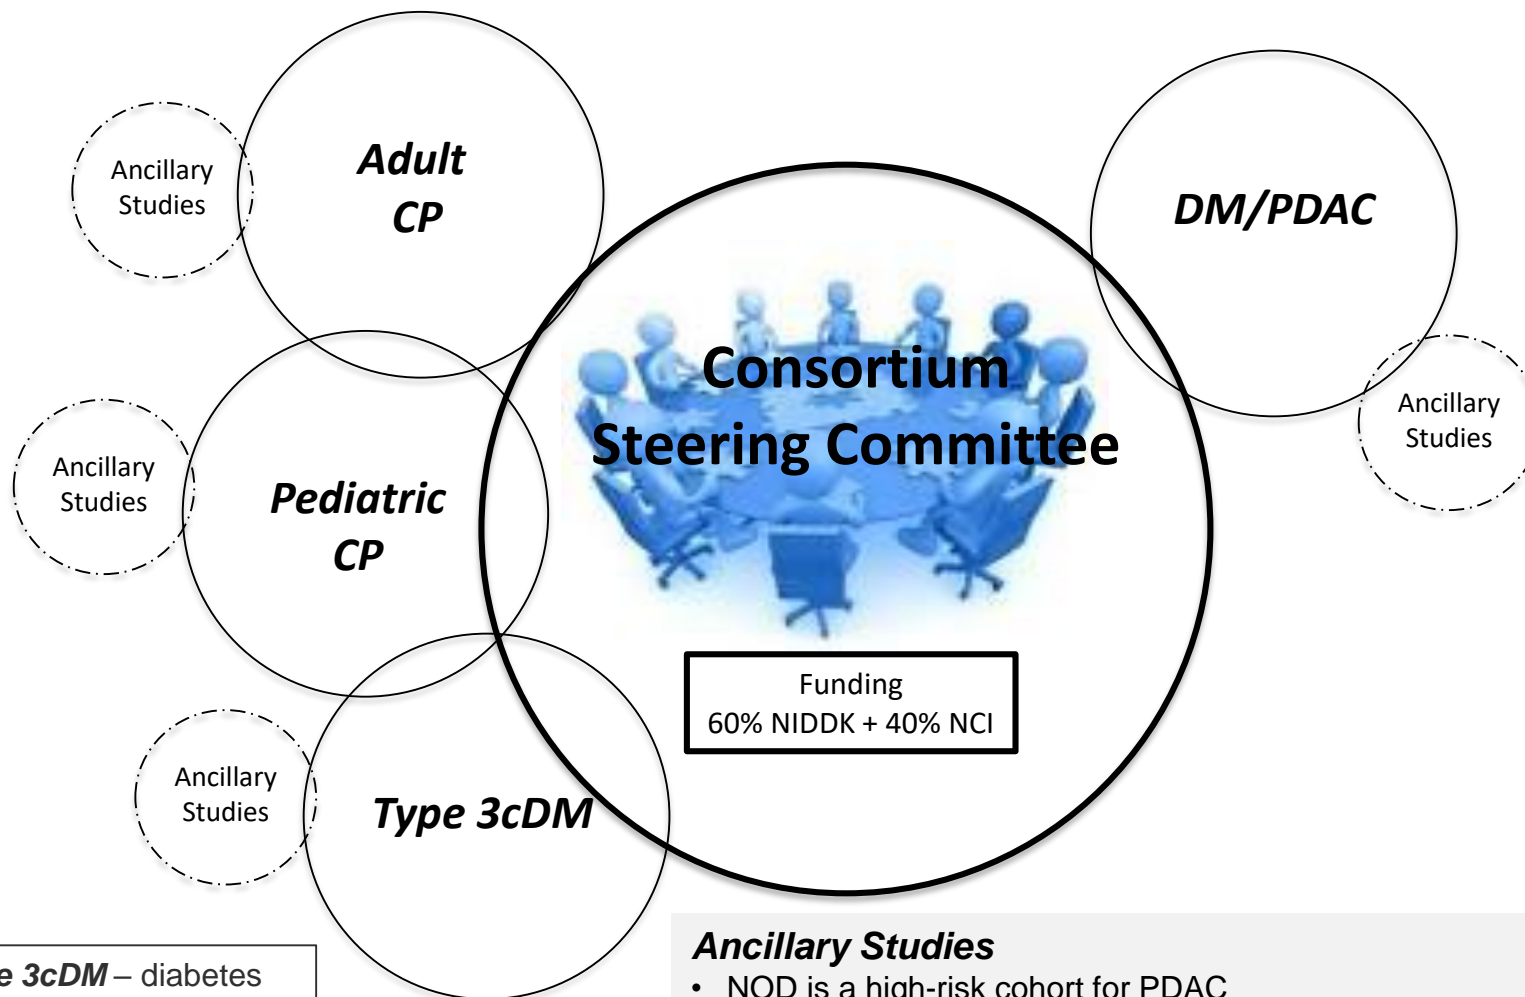 Adult
CP
Ancillary
Studies
DM/PDAC
Ancillary
Studies
Consortium
Steering Committee
Ancillary
Studies
Pediatric
CP
Funding
60% NIDDK + 40% NCI
Ancillary
Studies
Type 3cDM
3cDM – diabetes
Ancillary Studies
• NOD is a high-risk cohort for PDAC